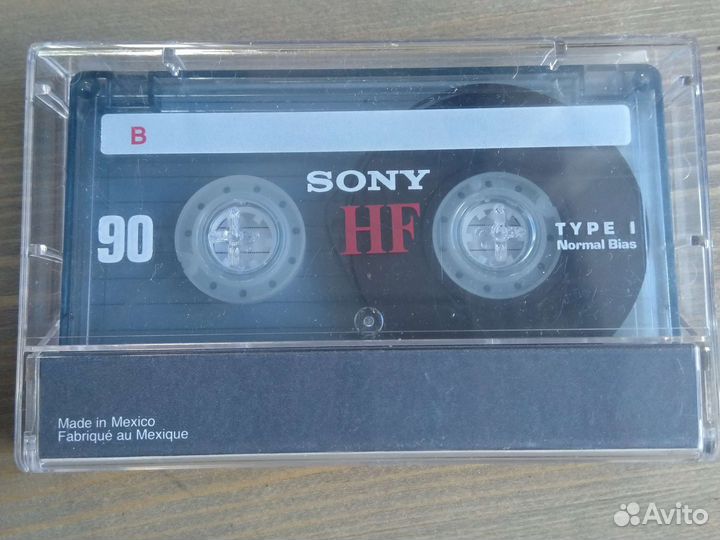 B
SONY
HF
90
TYPE I
Normal Bias
Made in Mexico
Fabriqué au Mexique
Avito